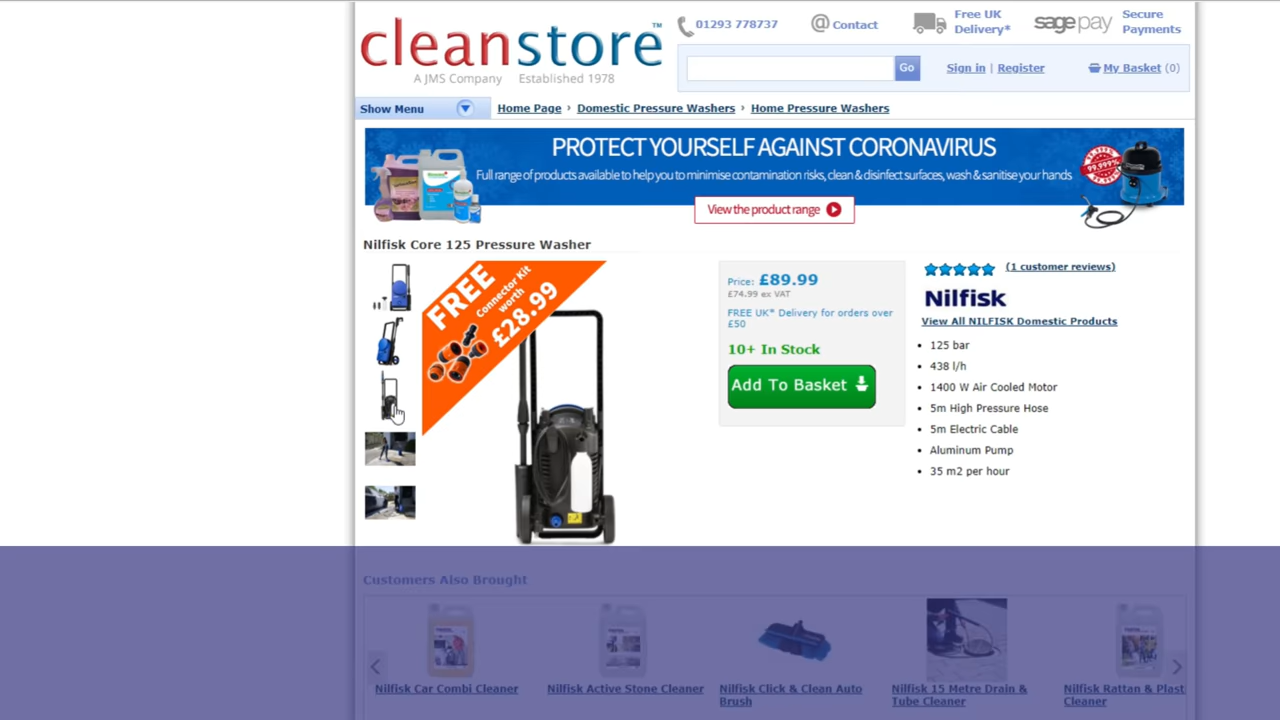 cleanstore™
A JMS Company Established 1978
01293 778737
Contact
Free UK
Delivery*
sage pay
Secure
Payments
Go
Sign in | Register
My Basket (0)
Show Menu
Home Page › Domestic Pressure Washers › Home Pressure Washers
PROTECT YOURSELF AGAINST CORONAVIRUS
Full range of products available to help you to minimise contamination risks, clean & disinfect surfaces, wash & sanitise your hands
99.999%
View the product range
Nilfisk Core 125 Pressure Washer
FREE
Connector Kit
worth
£28.99
Price: £89.99
£74.99 ex VAT
FREE UK* Delivery for orders over
£50
10+ In Stock
Add To Basket
(1 customer reviews)
Nilfisk
View All NILFISK Domestic Products
• 125 bar
• 438 l/h
• 1400 W Air Cooled Motor
• 5m High Pressure Hose
• 5m Electric Cable
• Aluminum Pump
• 35 m2 per hour
Customers Also Brought
Nilfisk Car Combi Cleaner
Nilfisk Active Stone Cleaner
Nilfisk Click & Clean Auto
Brush
Nilfisk 15 Metre Drain &
Tube Cleaner
Nilfisk Rattan & Plast
Cleaner